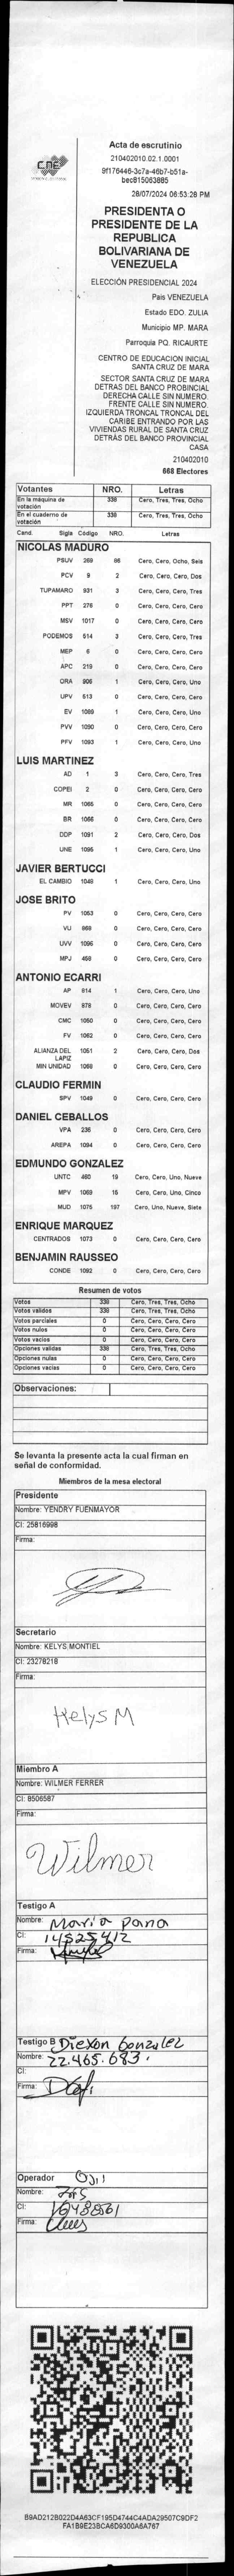 CNE
Acta de escrutinio
210402010.02.1.0001
9f176446-3c7a-46b7-b51a-
bec815063885
28/07/2024 06:53:28 PM
PRESIDENTA O
PRESIDENTE DE LA
REPUBLICA
BOLIVARIANA DE
VENEZUELA
ELECCIÓN PRESIDENCIAL 2024
Pais VENEZUELA
Estado EDO. ZULIA
Municipio MP. MARA
Parroquia PQ. RICAURTE
CENTRO DE EDUCACION INICIAL
SANTA CRUZ DE MARA
SECTOR SANTA CRUZ DE MARA
DETRAS DEL BANCO PROBINCIAL
DERECHA CALLE SIN NUMERO.
FRENTE CALLE SIN NUMERO.
IZQUIERDA TRONCAL TRONCAL DEL
CARIBE ENTRANDO POR LAS
VIVIENDAS RURAL DE SANTA CRUZ
DETRÁS DEL BANCO PROVINCIAL
CASA
210402010
668 Electores
Votantes NRO. Letras
En la máquina de votación 338 Cero, Tres, Tres, Ocho
En el cuaderno de votación 338 Cero, Tres, Tres, Ocho
Cand. Sigla Código NRO. Letras
NICOLAS MADURO
PSUV 269 86 Cero, Cero, Ocho, Seis
PCV 9 2 Cero, Cero, Cero, Dos
TUPAMARO 931 3 Cero, Cero, Cero, Tres
PPT 276 0 Cero, Cero, Cero, Cero
MSV 1017 0 Cero, Cero, Cero, Cero
PODEMOS 514 3 Cero, Cero, Cero, Tres
MEP 6 0 Cero, Cero, Cero, Cero
APC 219 0 Cero, Cero, Cero, Cero
ORA 906 1 Cero, Cero, Cero, Uno
UPV 613 0 Cero, Cero, Cero, Cero
EV 1089 1 Cero, Cero, Cero, Uno
PVV 1090 0 Cero, Cero, Cero, Cero
PFV 1093 1 Cero, Cero, Cero, Uno
LUIS MARTINEZ
AD 1 3 Cero, Cero, Cero, Tres
COPEI 2 0 Cero, Cero, Cero, Cero
MR 1065 0 Cero, Cero, Cero, Cero
BR 1066 0 Cero, Cero, Cero, Cero
DDP 1091 2 Cero, Cero, Cero, Dos
UNE 1095 1 Cero, Cero, Cero, Uno
JAVIER BERTUCCI
EL CAMBIO 1048 1 Cero, Cero, Cero, Uno
JOSE BRITO
PV 1053 0 Cero, Cero, Cero, Cero
VU 868 0 Cero, Cero, Cero, Cero
UVV 1096 0 Cero, Cero, Cero, Cero
MPJ 456 0 Cero, Cero, Cero, Cero
ANTONIO ECARRI
AP 814 1 Cero, Cero, Cero, Uno
MOVEV 878 0 Cero, Cero, Cero, Cero
CMC 1050 0 Cero, Cero, Cero, Cero
FV 1062 0 Cero, Cero, Cero, Cero
ALIANZA DEL LAPIZ 1051 2 Cero, Cero, Cero, Dos
MIN UNIDAD 1069 0 Cero, Cero, Cero, Cero
CLAUDIO FERMIN
SPV 1049 0 Cero, Cero, Cero, Cero
DANIEL CEBALLOS
VPA 236 0 Cero, Cero, Cero, Cero
AREPA 1094 0 Cero, Cero, Cero, Cero
EDMUNDO GONZALEZ
UNTC 460 19 Cero, Cero, Uno, Nueve
MPV 1069 15 Cero, Cero, Uno, Cinco
MUD 1075 197 Cero, Uno, Nueve, Siete
ENRIQUE MARQUEZ
CENTRADOS 1073 0 Cero, Cero, Cero, Cero
BENJAMIN RAUSSEO
CONDE 1092 0 Cero, Cero, Cero, Cero
Resumen de votos
Votos 338 Cero, Tres, Tres, Ocho
Votos validos 338 Cero, Tres, Tres, Ocho
Votos parciales 0 Cero, Cero, Cero, Cero
Votos nulos 0 Cero, Cero, Cero, Cero
Votos vacios 0 Cero, Cero, Cero, Cero
Opciones validas 338 Cero, Tres, Tres, Ocho
Opciones nulas 0 Cero, Cero, Cero, Cero
Opciones vacias 0 Cero, Cero, Cero, Cero
Observaciones:
Se levanta la presente acta la cual firman en
señal de conformidad.
Miembros de la mesa electoral
Presidente
Nombre: YENDRY FUENMAYOR
CI: 25816998
Firma:
Secretario
Nombre: KELYS MONTIEL
CI: 23278218
Firma:
Kelys M
Miembro A
Nombre: WILMER FERRER
CI: 8506587
Firma:
Wilmer
Testigo A
Nombre: Maria Pana
CI: 14525412
Firma:
Testigo B Diexon Gonzalez
Nombre: 22.465.683.
CI:
Firma:
Operador
Nombre:
CI:
Firma:
B9AD212B022D4A63CF195D4744C4ADA29507C9DF2
FA1B9E23BCA6D9300A6A767